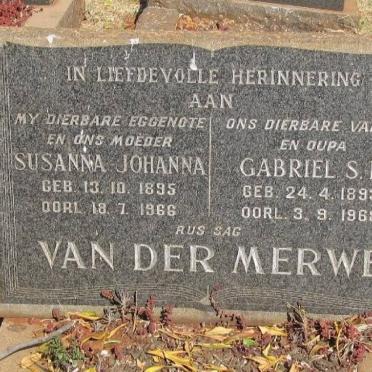 IN LIEFDEVOLLE HERINNERING
AAN
MY DIERBARE EGGENOTE
EN ONS MOEDER
SUSANNA JOHANNA
GEB. 13. 10. 1895
OORL. 18. 7. 1966
ONS DIERBARE VA
EN OUPA
GABRIEL S.
GEB. 24. 4. 189
OORL. 3. 9. 196
RUS SAG
VAN DER MERWE